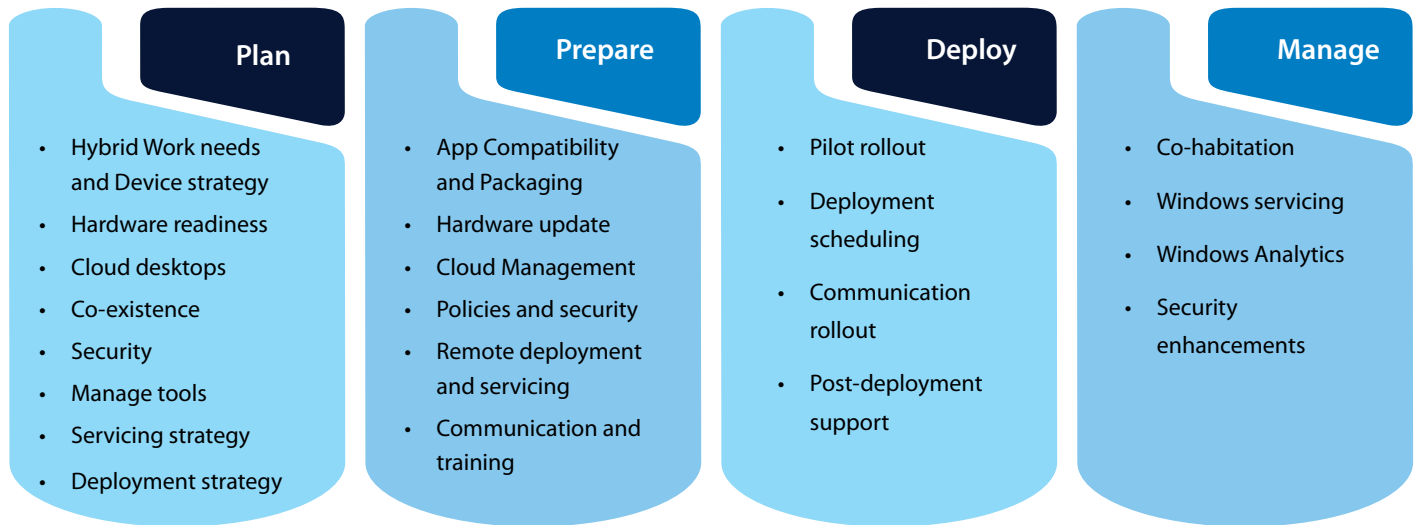 Plan
• Hybrid Work needs
and Device strategy
• Hardware readiness
• Cloud desktops
• Co-existence
• Security
• Manage tools
• Servicing strategy
• Deployment strategy
Prepare
• App Compatibility
and Packaging
• Hardware update
• Cloud Management
• Policies and security
• Remote deployment
and servicing
• Communication and
training
Deploy
• Pilot rollout
• Deployment
scheduling
• Communication
rollout
• Post-deployment
support
Manage
• Co-habitation
• Windows servicing
• Windows Analytics
• Security
enhancements